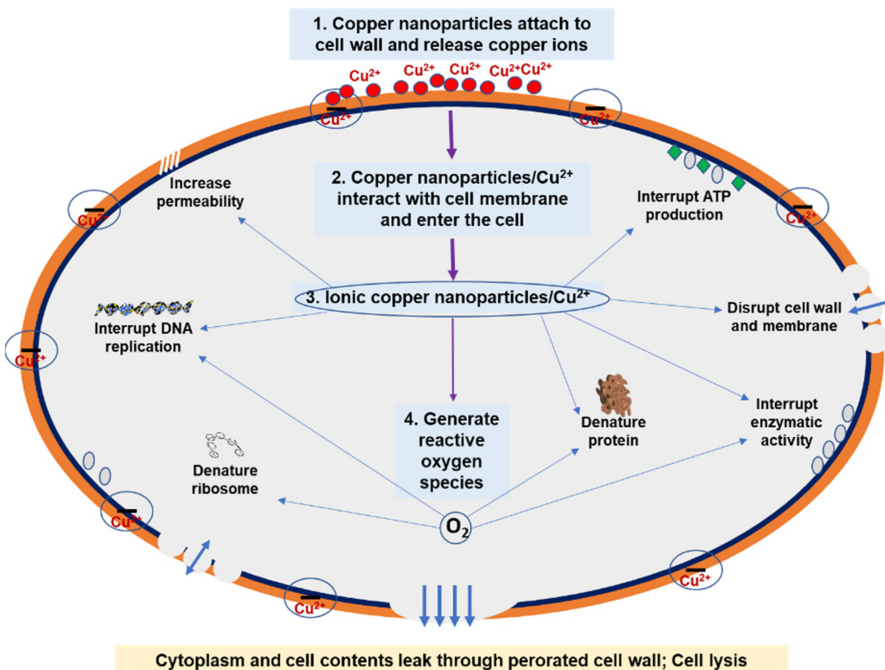 1. Copper nanoparticles attach to
cell wall and release copper ions
Cu²⁺
Cu²⁺
Cu²⁺
Cu²⁺
Cu²⁺
Cu²⁺
Cu²⁺
2. Copper nanoparticles/Cu²⁺
interact with cell membrane
and enter the cell
Increase
permeability
Interrupt ATP
production
Cu²⁺
Cu²⁺
3. Ionic copper nanoparticles/Cu²⁺
Interrupt DNA
replication
Disrupt cell wall
and membrane
Cu²⁺
4. Generate
reactive
oxygen
species
Denature
protein
Interrupt
enzymatic
activity
Denature
ribosome
O₂
Cu²⁺
Cu²⁺
Cu²⁺
Cytoplasm and cell contents leak through perorated cell wall; Cell lysis